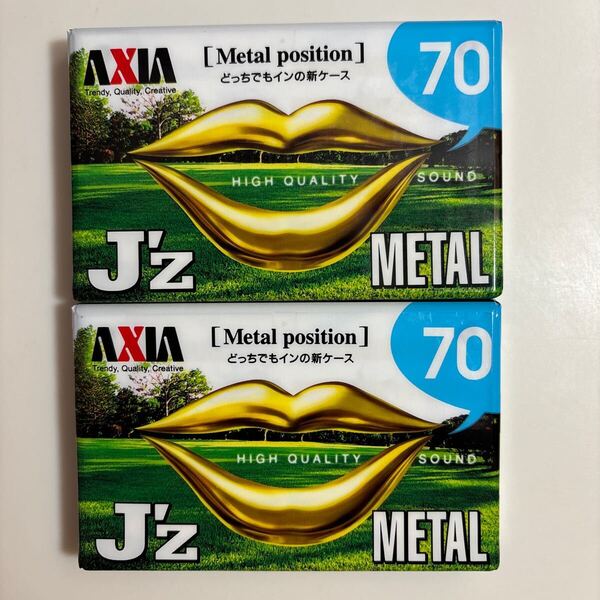 AXIA
Trendy, Quality, Creative
[Metal position]
どっちでもインの新ケース
70
HIGH QUALITY SOUND
J'z
METAL
AXIA
Trendy, Quality, Creative
[Metal position]
どっちでもインの新ケース
70
HIGH QUALITY SOUND
J'z
METAL